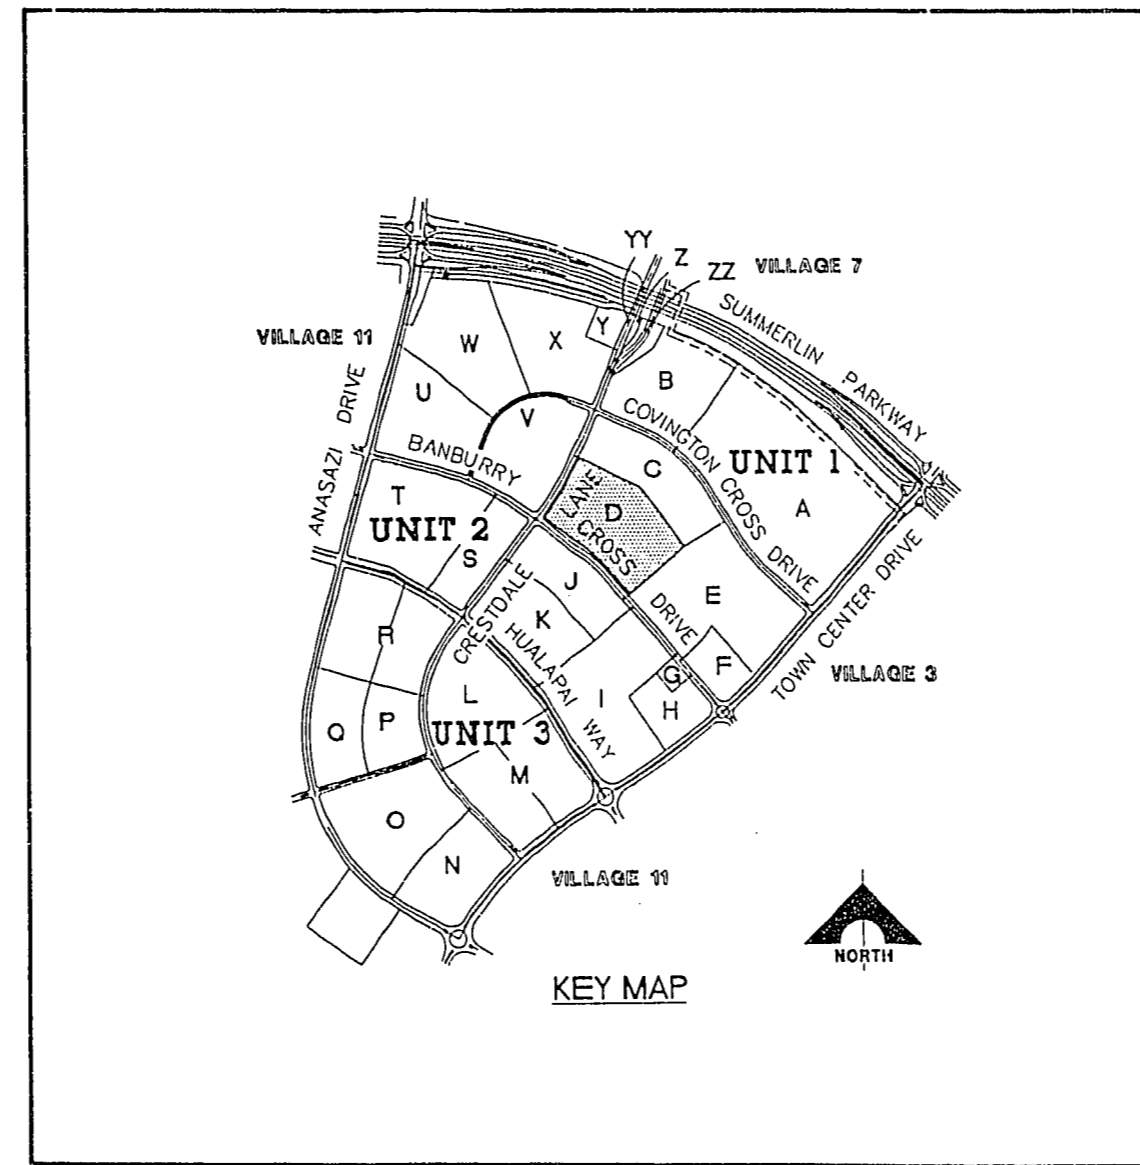 YY
Z
ZZ
VILLAGE 7
SUMMERLIN PARKWAY
VILLAGE 11
ANASAZI DRIVE
W
X
Y
U
V
B
COVINGTON CROSS DRIVE
BANBURRY CROSS DRIVE
UNIT 1
C
A
LANE
D
T
UNIT 2
S
CRESTDALE
J
E
K
HUALAPAI WAY
TOWN CENTER DRIVE
R
F
G
VILLAGE 3
L
I
H
Q
P
UNIT 3
M
O
N
VILLAGE 11
NORTH
KEY MAP